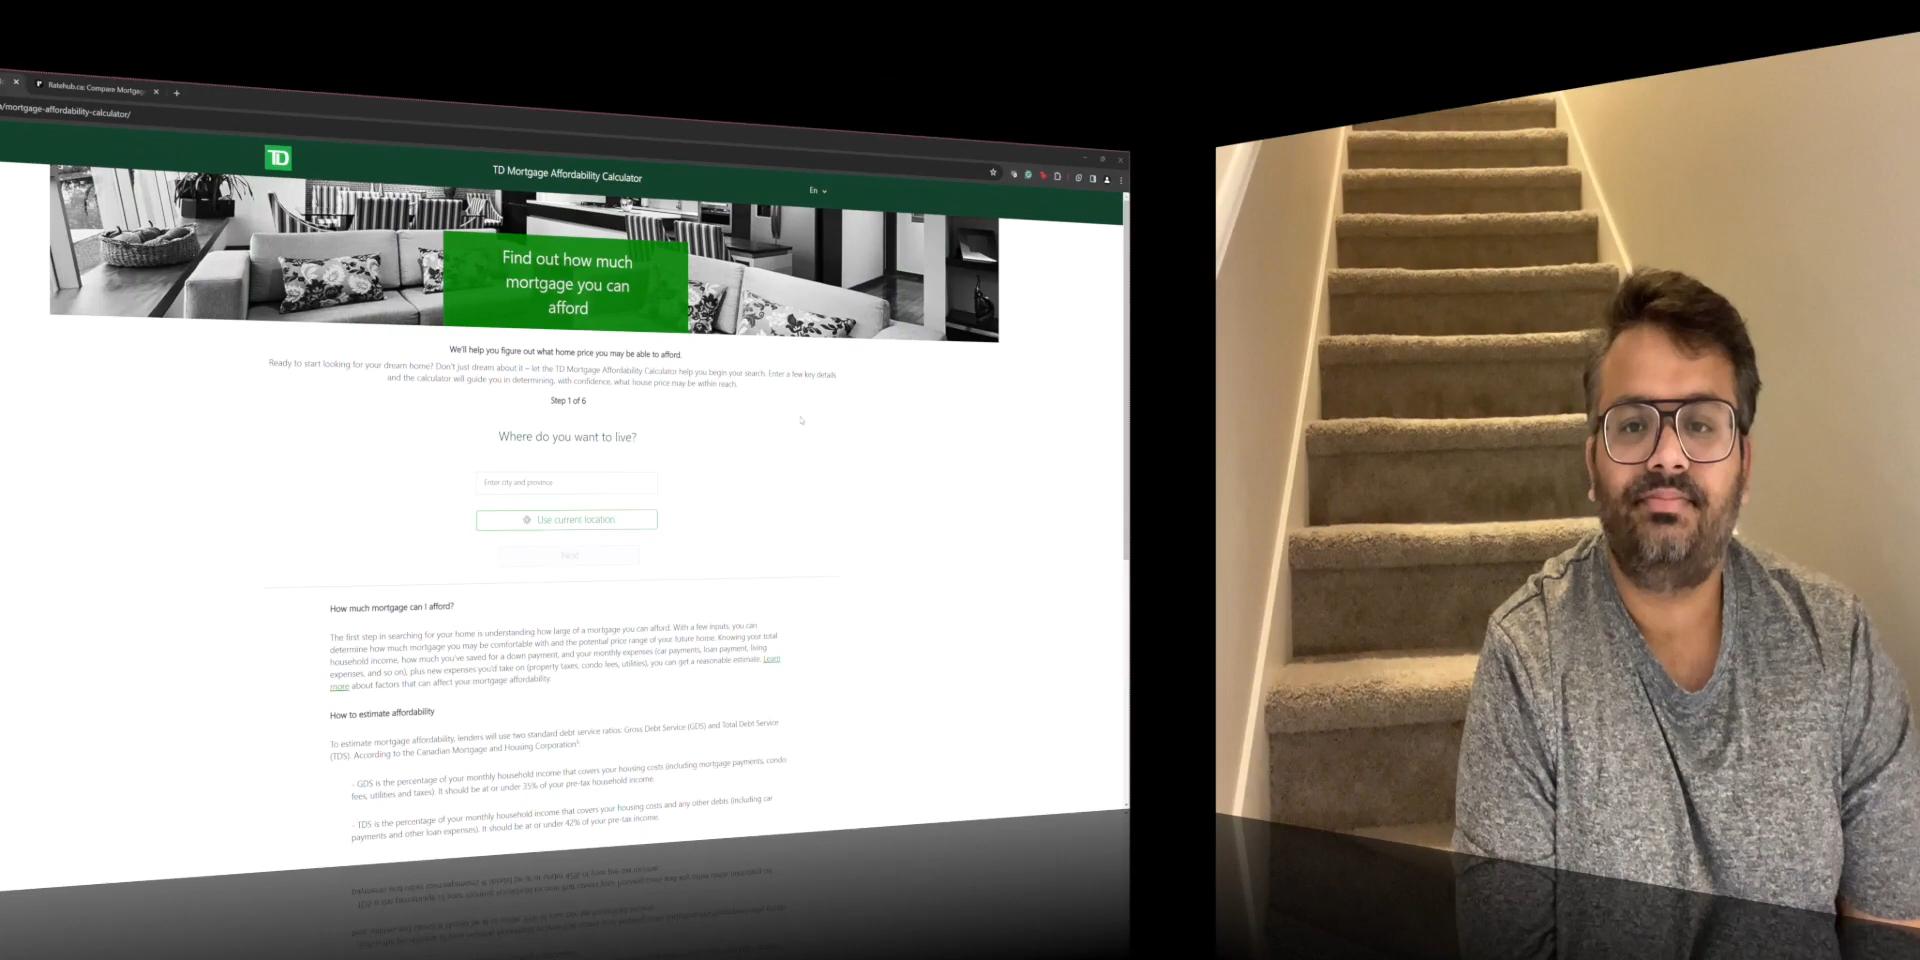 Ratehub.ca: Compare Mortga
/mortgage-affordability-calculator/
TD
TD Mortgage Affordability Calculator
En
Find out how much
mortgage you can
afford
We'll help you figure out what home price you may be able to afford.
Ready to start looking for your dream home? Don't just dream about it – let the TD Mortgage Affordability Calculator help you begin your search. Enter a few key details
and the calculator will guide you in determining, with confidence, what house price may be within reach.
Step 1 of 6
Where do you want to live?
Enter city and province
Use current location
Next
How much mortgage can I afford?
The first step in searching for your home is understanding how large of a mortgage you can afford. With a few inputs, you can
determine how much mortgage you may be comfortable with and the potential price range of your future home. Knowing your total
household income, how much you've saved for a down payment, and your monthly expenses (car payments, loan payment, living
expenses, and so on), plus new expenses you'd take on (property taxes, condo fees, utilities), you can get a reasonable estimate. Learn
more about factors that can affect your mortgage affordability.
How to estimate affordability
To estimate mortgage affordability, lenders will use two standard debt service ratios: Gross Debt Service (GDS) and Total Debt Service
(TDS). According to the Canadian Mortgage and Housing Corporation
- GDS is the percentage of your monthly household income that covers your housing costs (including mortgage payments, condo
fees, utilities and taxes). It should be at or under 35% of your pre-tax household income.
- TDS is the percentage of your monthly household income that covers your housing costs and any other debts (including car
payments and other loan expenses). It should be at or under 42% of your pre-tax income.